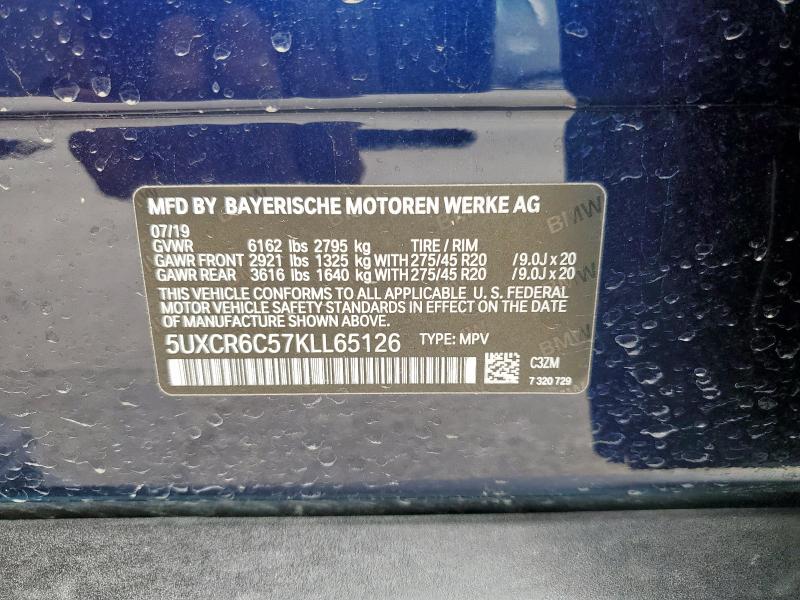 MFD BY BAYERISCHE MOTOREN WERKE AG
07/19
GVWR 6162 lbs 2795 kg TIRE / RIM
GAWR FRONT 2921 lbs 1325 kg WITH 275/45 R20 /9.0J x 20
GAWR REAR 3616 lbs 1640 kg WITH 275/45 R20 /9.0J x 20
THIS VEHICLE CONFORMS TO ALL APPLICABLE U. S. FEDERAL
MOTOR VEHICLE SAFETY STANDARDS IN EFFECT ON THE DATE
OF MANUFACTURE SHOWN ABOVE.
5UXCR6C57KLL65126 TYPE: MPV
C3ZM
7 320 729
BMW
BMW